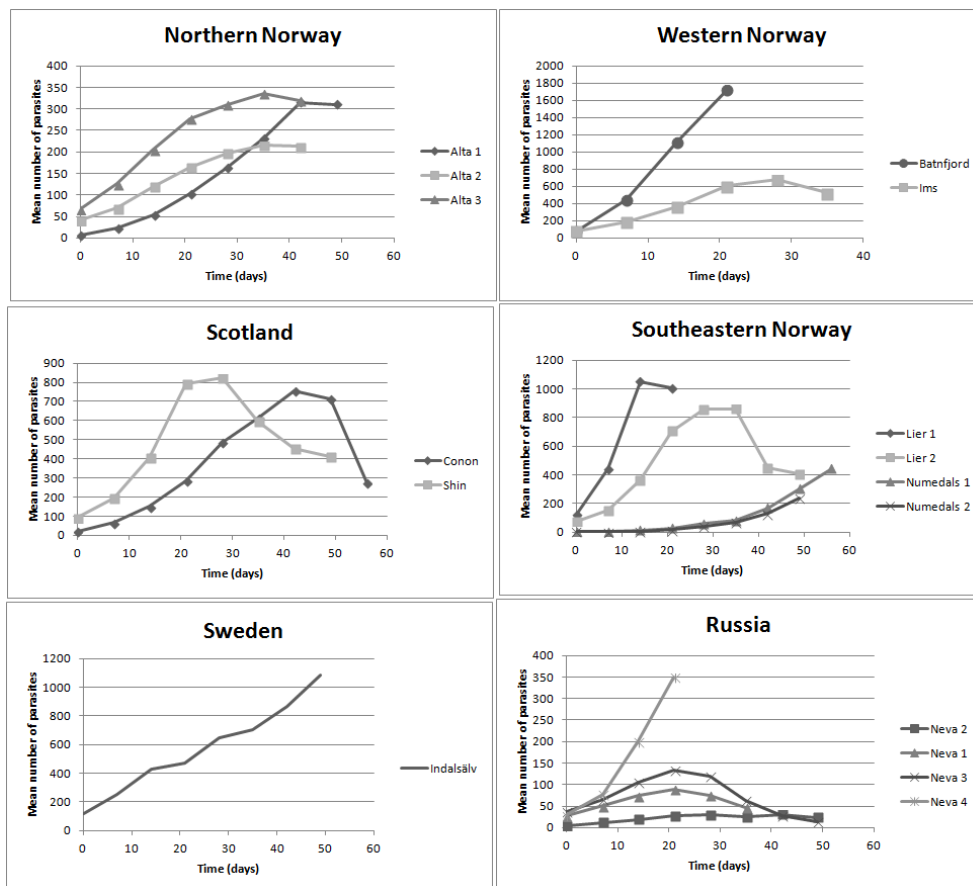 Northern Norway
Mean number of parasites
400
350
300
250
200
150
100
50
0
0 10 20 30 40 50 60
Time (days)
Alta 1
Alta 2
Alta 3
Western Norway
Mean number of parasites
2000
1800
1600
1400
1200
1000
800
600
400
200
0
0 10 20 30 40
Time (days)
Batnfjord
Ims
Scotland
Mean number of parasites
900
800
700
600
500
400
300
200
100
0
0 10 20 30 40 50 60
Time (days)
Conon
Shin
Southeastern Norway
Mean number of parasites
1200
1000
800
600
400
200
0
0 10 20 30 40 50 60
Time (days)
Lier 1
Lier 2
Numedals 1
Numedals 2
Sweden
Mean number of parasites
1200
1000
800
600
400
200
0
0 10 20 30 40 50 60
Time (days)
Indalsälv
Russia
Mean number of parasites
400
350
300
250
200
150
100
50
0
0 10 20 30 40 50 60
Time (days)
Neva 2
Neva 1
Neva 3
Neva 4